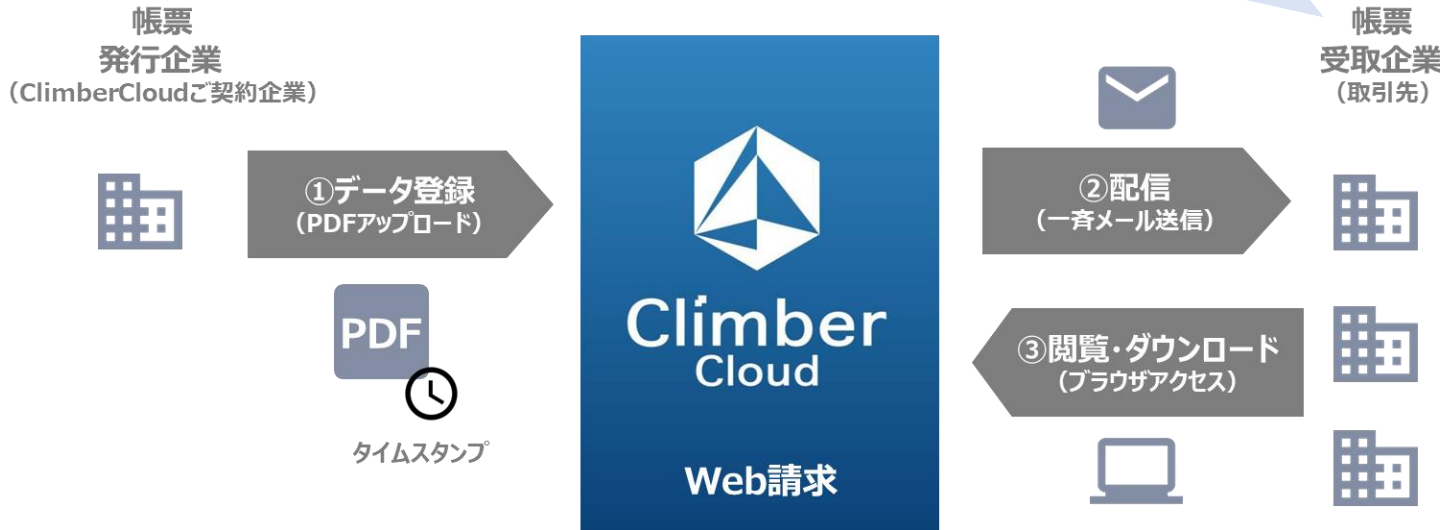 帳票
発行企業
（ClimberCloudご契約企業）
①データ登録
（PDFアップロード）
PDF
タイムスタンプ
Climber
Cloud
Web請求
②配信
（一斉メール送信）
③閲覧・ダウンロード
（ブラウザアクセス）
帳票
受取企業
（取引先）